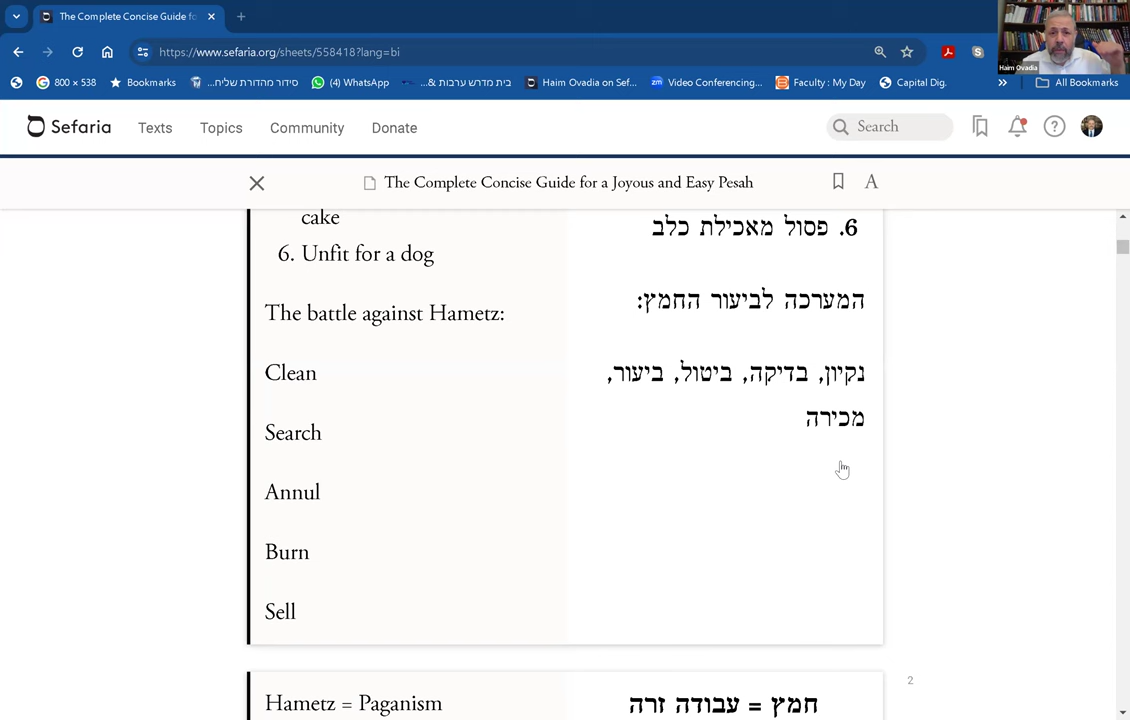 The Complete Concise Guide fo
https://www.sefaria.org/sheets/558418?lang=bi
Haim Ovadia
800 x 538
Bookmarks
סידור מהדורת שליח...
(4) WhatsApp
בית מדרש ערבות &...
Haim Ovadia on Sef...
zm
Video Conferencing...
Faculty : My Day
Capital Dig.
»
All Bookmarks
Sefaria
Texts
Topics
Community
Donate
Search
The Complete Concise Guide for a Joyous and Easy Pesah
A
cake
6. Unfit for a dog
The battle against Hametz:
Clean
Search
Annul
Burn
Sell
6. פסול מאכילת כלב
המערכה לביעור החמץ:
נקיון, בדיקה, ביטול, ביעור,
מכירה
2
Hametz = Paganism
חמץ = עבודה זרה